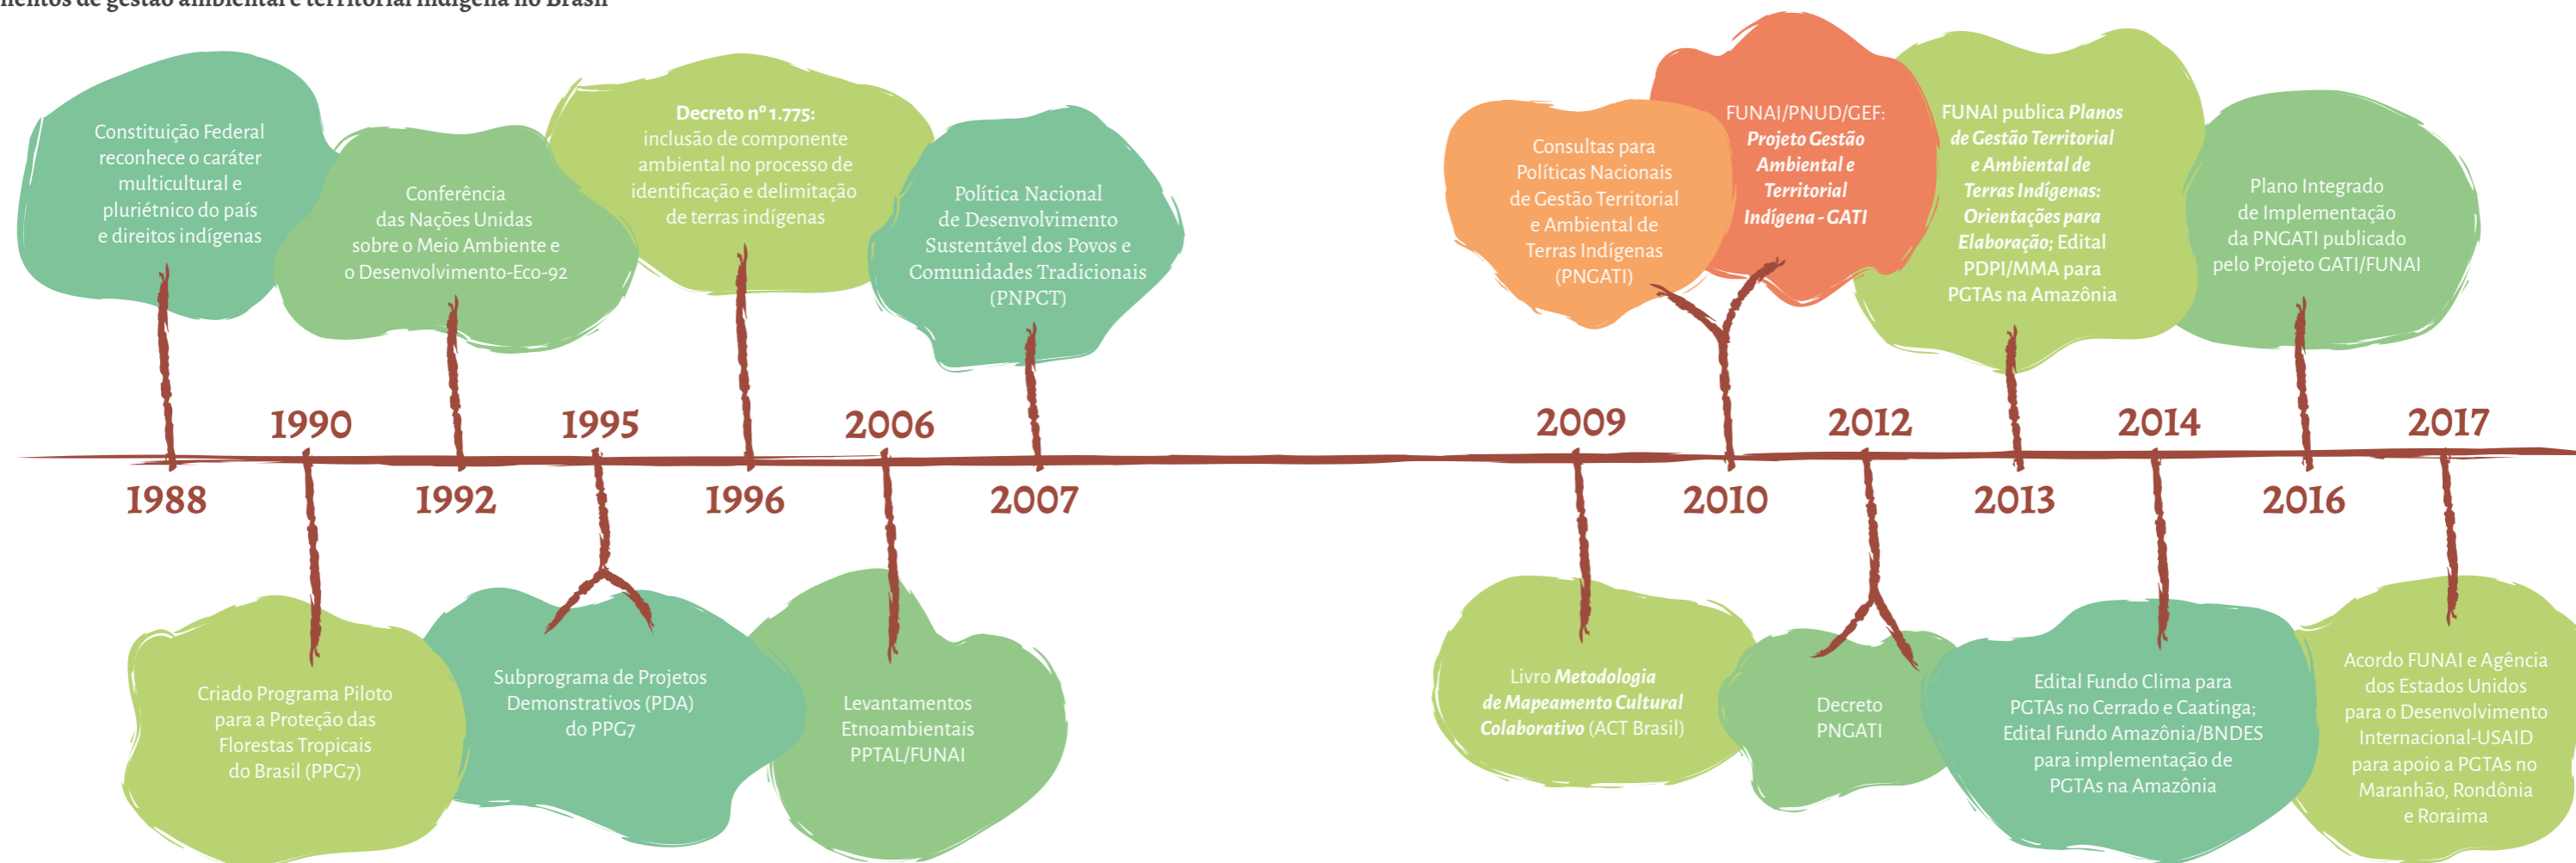 de gestão ambiental e territorial indígena no Brasil
Constituição Federal
reconhece o caráter
multicultural e
pluriétnico do país
e direitos indígenas
1988
1990
Criado Programa Piloto
para a Proteção das
Florestas Tropicais
do Brasil (PPG7)
Conferência
das Nações Unidas
sobre o Meio Ambiente e
o Desenvolvimento-Eco-92
1992
1995
Subprograma de Projetos
Demonstrativos (PDA)
do PPG7
Decreto nº 1.775:
inclusão de componente
ambiental no processo de
identificação e delimitação
de terras indígenas
1996
2006
Levantamentos
Etnoambientais
PPTAL/FUNAI
Política Nacional
de Desenvolvimento
Sustentável dos Povos e
Comunidades Tradicionais
(PNPCT)
2007
2009
Livro Metodologia
de Mapeamento Cultural
Colaborativo (ACT Brasil)
Consultas para
Políticas Nacionais
de Gestão Territorial
e Ambiental de
Terras Indígenas
(PNGATI)
FUNAI/PNUD/GEF:
Projeto Gestão
Ambiental e
Territorial
Indígena - GATI
2010
2012
Decreto
PNGATI
FUNAI publica Planos
de Gestão Territorial
e Ambiental de
Terras Indígenas:
Orientações para
Elaboração; Edital
PDPI/MMA para
PGTAs na Amazônia
2013
2014
Edital Fundo Clima para
PGTAs no Cerrado e Caatinga;
Edital Fundo Amazônia/BNDES
para implementação de
PGTAs na Amazônia
Plano Integrado
de Implementação
da PNGATI publicado
pelo Projeto GATI/FUNAI
2016
2017
Acordo FUNAI e Agência
dos Estados Unidos
para o Desenvolvimento
Internacional-USAID
para apoio a PGTAs no
Maranhão, Rondônia
e Roraima